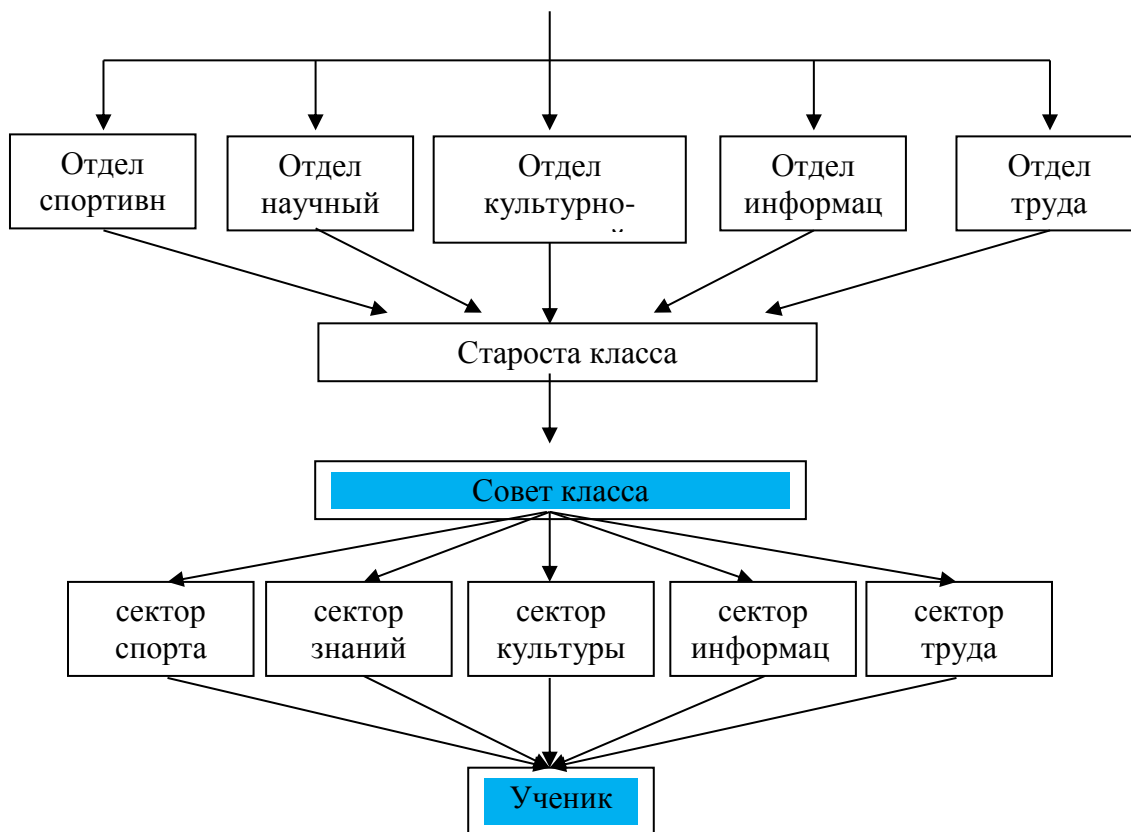 Отдел
спортивн
Отдел
научный
Отдел
культурно-
Отдел
информац
Отдел
труда
Староста класса
Совет класса
сектор
спорта
сектор
знаний
сектор
культуры
сектор
информац
сектор
труда
Ученик